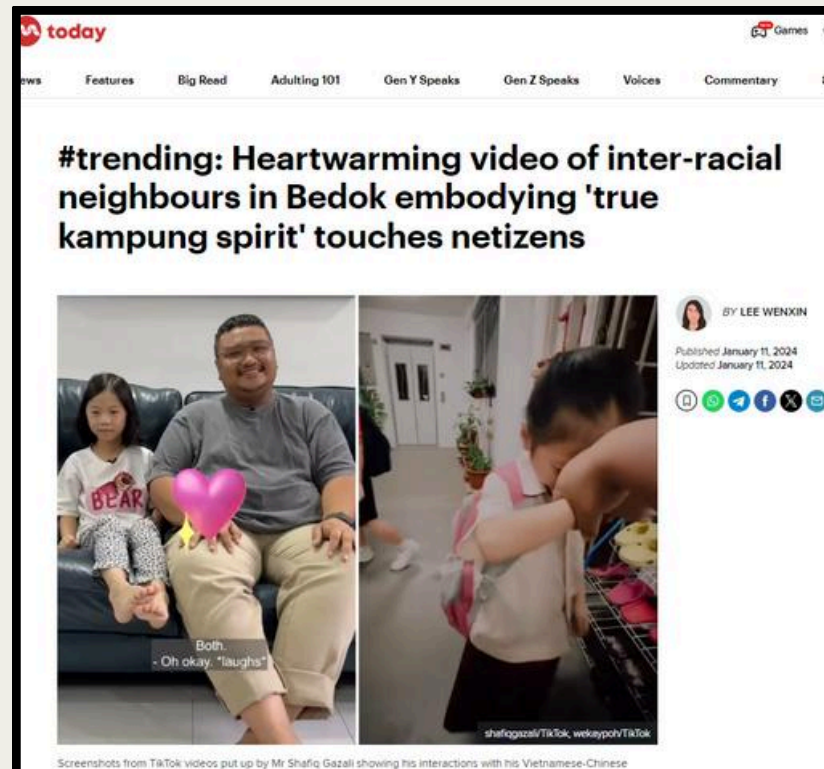 today
Games
ews Features Big Read Adulting 101 Gen Y Speaks Gen Z Speaks Voices Commentary
#trending: Heartwarming video of inter-racial
neighbours in Bedok embodying 'true
kampung spirit' touches netizens
BY LEE WENXIN
Published January 11, 2024
Updated January 11, 2024
BEAR
Both.
- Oh okay. *laughs*
shafiqgazali/TikTok, wekaypoh/TikTok
Screenshots from TikTok videos put up by Mr Shafiq Gazali showing his interactions with his Vietnamese-Chinese